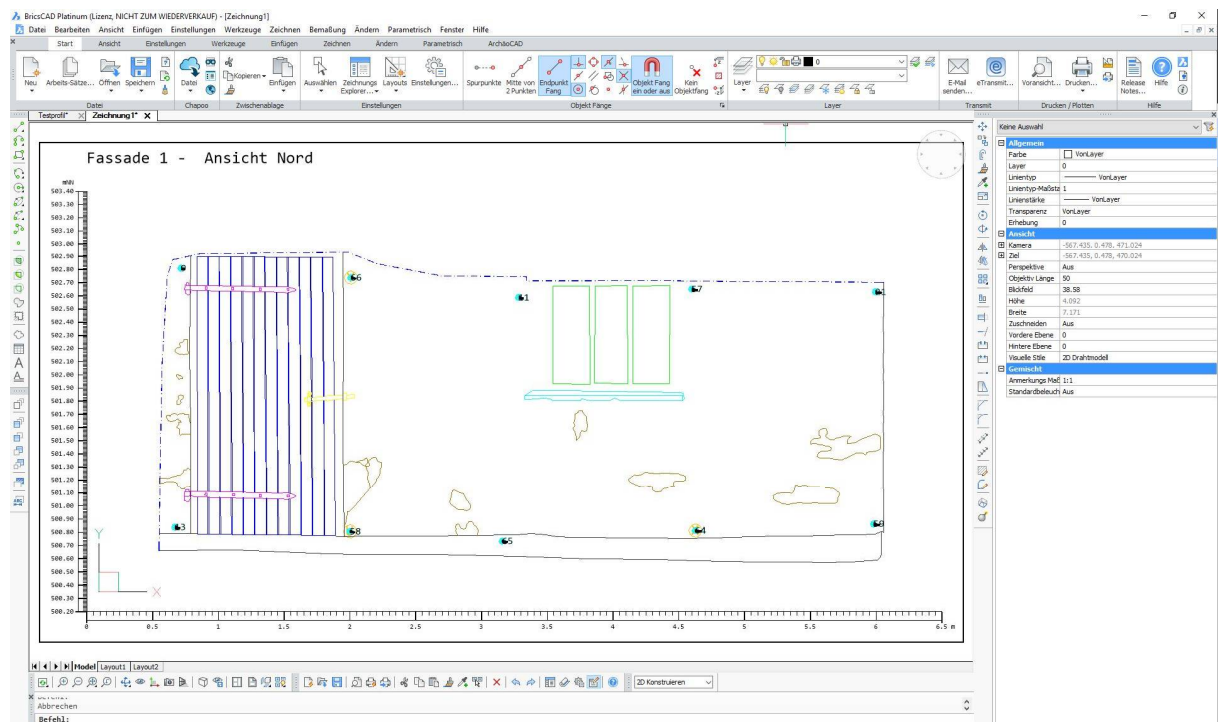 BricsCAD Platinum (Lizenz, NICHT ZUM WIEDERVERKAUF) - [Zeichnung1]
Datei Bearbeiten Ansicht Einfügen Einstellungen Werkzeuge Zeichnen Bemaßung Ändern Parametrisch Fenster Hilfe
Start Ansicht Einstellungen Werkzeuge Einfügen Zeichnen Ändern Parametrisch ArchäoCAD
Neu Arbeits-Sätze... Öffnen Speichern Datei Kopieren Einfügen Auswählen Zeichnungs Explorer... Layouts Einstellungen... Spurpunkte Mitte von 2 Punkten Endpunkt Fang Objekt Fang ein oder aus Kein Objektfang Layer 0 E-Mail senden... eTransmit... Voransicht... Drucken... Release Notes... Hilfe
Datei Chapoo Zwischenablage Einstellungen Objekt Fänge Layer Transmit Drucken / Plotten Hilfe
Testprofil* Zeichnung1*
Fassade 1 - Ansicht Nord
mNN
503.40
503.30
503.20
503.10
503.00
502.90
502.80
502.70
502.60
502.50
502.40
502.30
502.20
502.10
502.00
501.90
501.80
501.70
501.60
501.50
501.40
501.30
501.20
501.10
501.00
500.90
500.80
500.70
500.60
500.50
500.40
500.30
500.20
Y
X
0 0.5 1 1.5 2 2.5 3 3.5 4 4.5 5 5.5 6 6.5 m
Keine Auswahl
Allgemein
Farbe VonLayer
Layer 0
Linientyp VonLayer
Linientyp-Maßsta 1
Linienstärke VonLayer
Transparenz VonLayer
Erhebung 0
Ansicht
Kamera -567.435, 0.478, 471.024
Ziel -567.435, 0.478, 470.024
Perspektive Aus
Objektiv Länge 50
Blickfeld 38.58
Höhe 4.092
Breite 7.171
Zuschneiden Aus
Vordere Ebene 0
Hintere Ebene 0
Visuelle Stile 2D Drahtmodell
Gemischt
Anmerkungs Maß 1:1
Standardbeleuch Aus
Model Layout1 Layout2
2D Konstruieren
Abbrechen
Befehl: